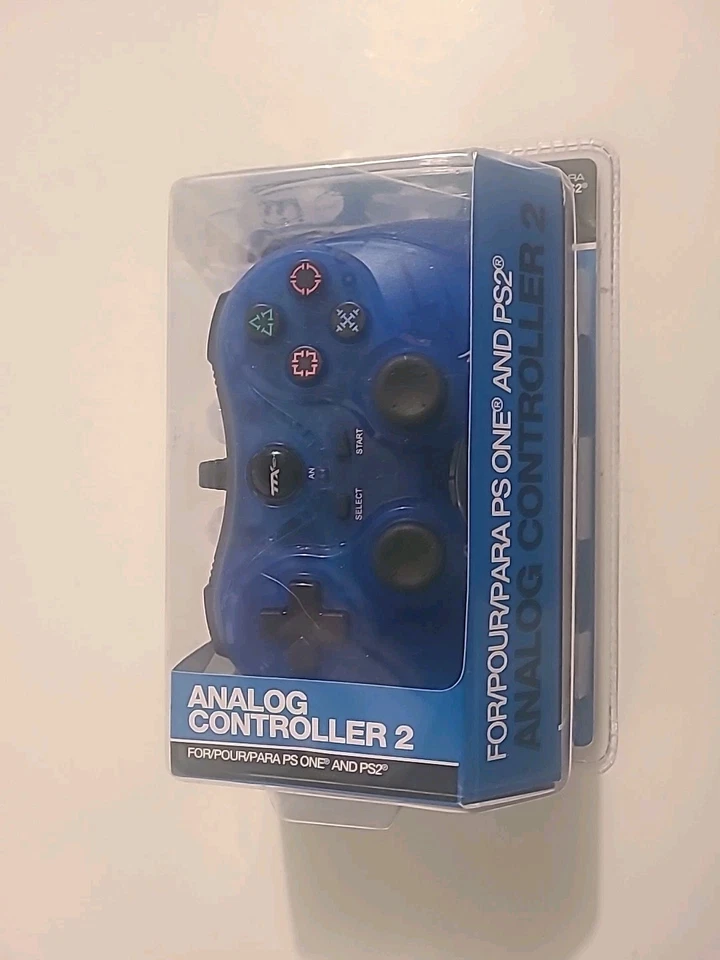 ANALOG
CONTROLLER 2
FOR/POUR/PARA PS ONE® AND PS2®
FOR/POUR/PARA PS ONE® AND PS2®
ANALOG CONTROLLER 2
START
SELECT
AN